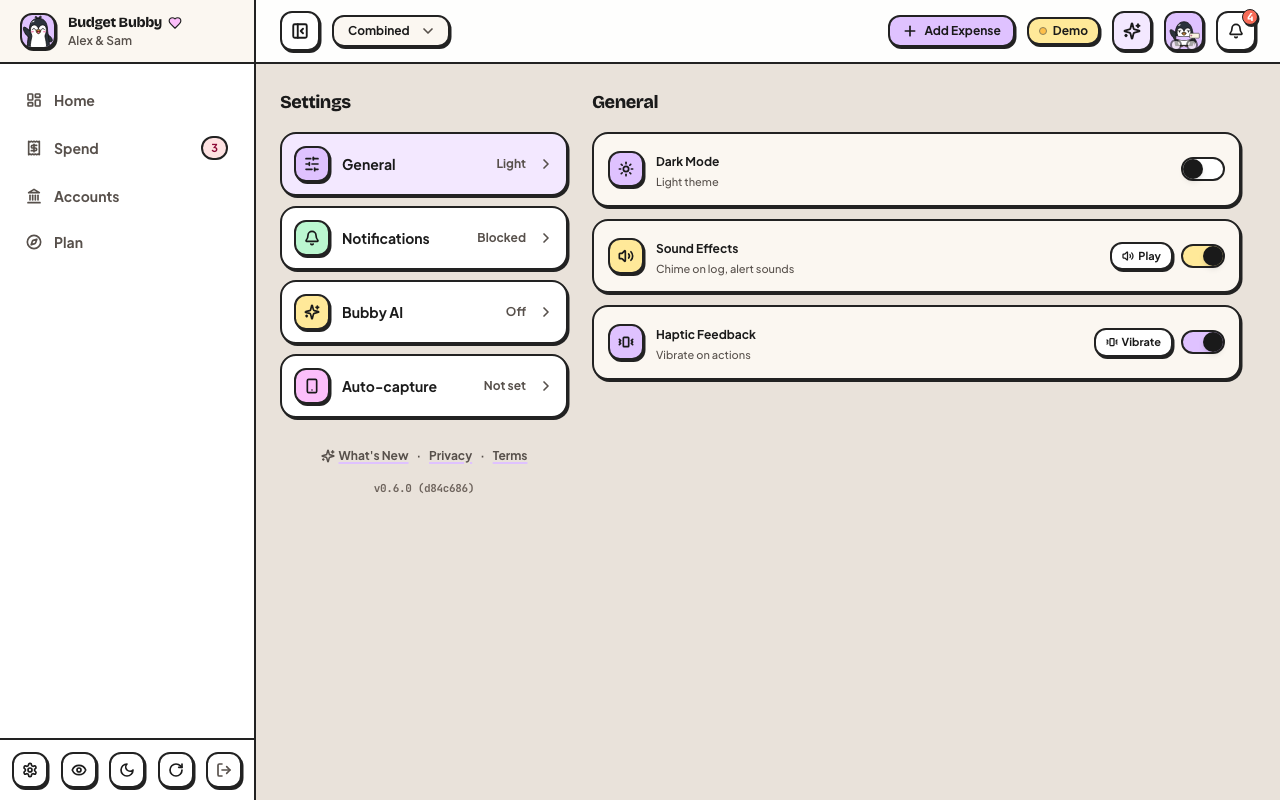 Budget Bubby
Alex & Sam
Combined
Add Expense
Demo
4
Home
Spend
3
Accounts
Plan
Settings
General
Light
Notifications
Blocked
Bubby AI
Off
Auto-capture
Not set
What's New · Privacy · Terms
v0.6.0 (d84c686)
General
Dark Mode
Light theme
Sound Effects
Chime on log, alert sounds
Play
Haptic Feedback
Vibrate on actions
Vibrate